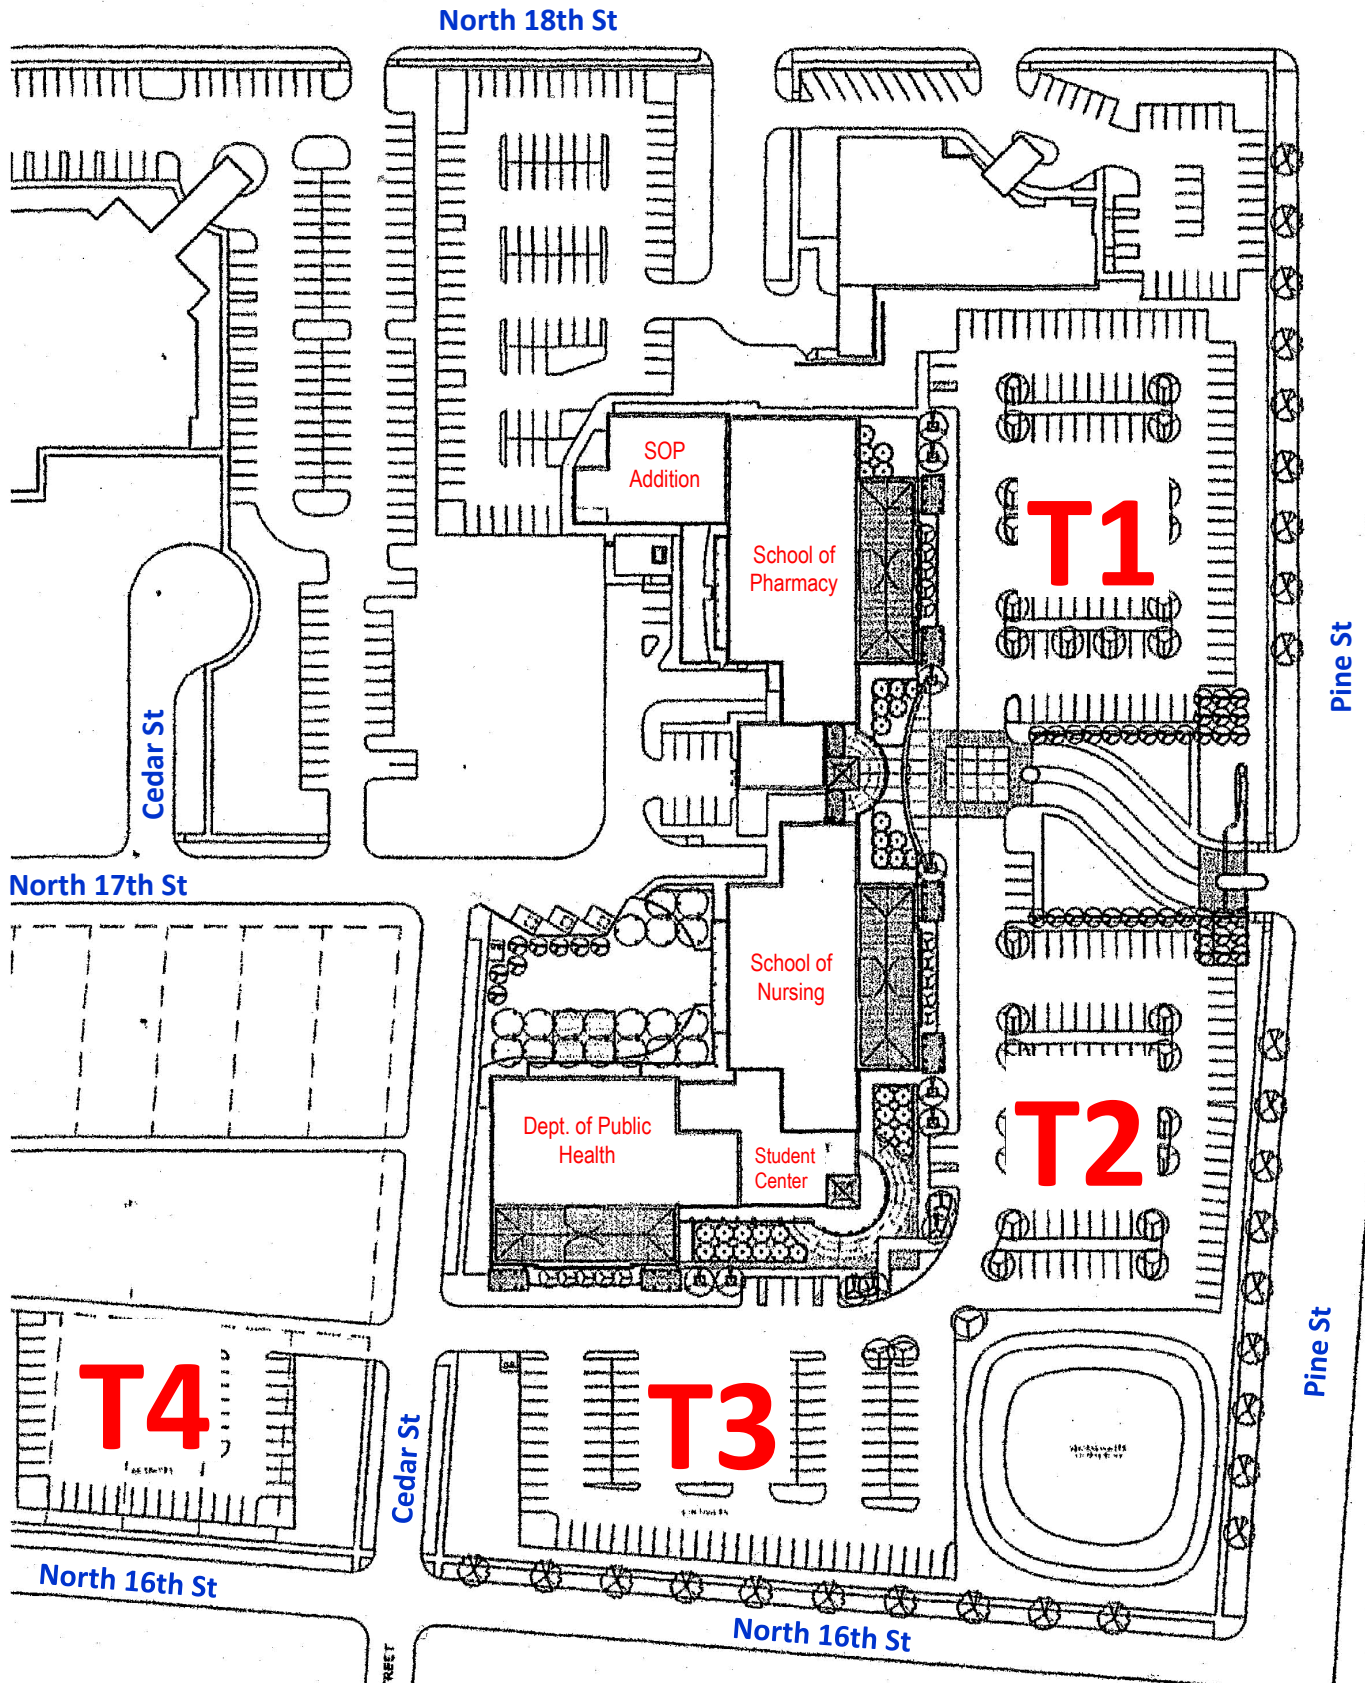 North 18th St
SOP
Addition
School of
Pharmacy
T1
Pine St
Cedar St
North 17th St
School of
Nursing
Dept. of Public
Health
Student
Center
T2
Pine St
T4
T3
Cedar St
North 16th St
North 16th St